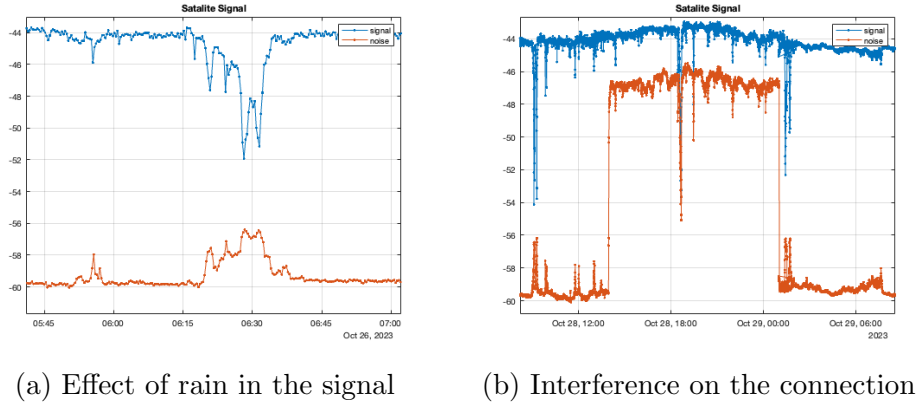 Satalite Signal
signal
noise
-44
-46
-48
-50
-52
-54
-56
-58
-60
05:45 06:00 06:15 06:30 06:45 07:00
Oct 26, 2023
Satalite Signal
signal
noise
-44
-46
-48
-50
-52
-54
-56
-58
-60
Oct 28, 12:00 Oct 28, 18:00 Oct 29, 00:00 Oct 29, 06:00
2023
(a) Effect of rain in the signal
(b) Interference on the connection